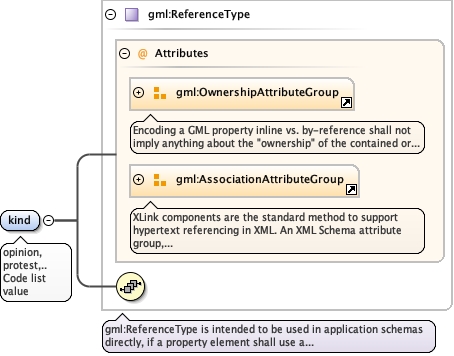 gml:ReferenceType
@ Attributes
gml:OwnershipAttributeGroup
Encoding a GML property inline vs. by-reference shall not
imply anything about the "ownership" of the contained or...
gml:AssociationAttributeGroup
XLink components are the standard method to support
hypertext referencing in XML. An XML Schema attribute
group,...
kind
opinion,
protest,..
Code list
value
gml:ReferenceType is intended to be used in application schemas
directly, if a property element shall use a...